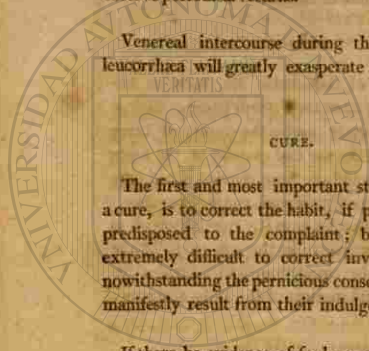 Venereal intercourse during th
leucorrhæa will greatly exasperate
VERITATIS
CURE.
The first and most important st
a cure, is to correct the habit, if p
predisposed to the complaint; b
extremely difficult to correct inv
nowithstanding the pernicious conse
manifestly result from their indulg